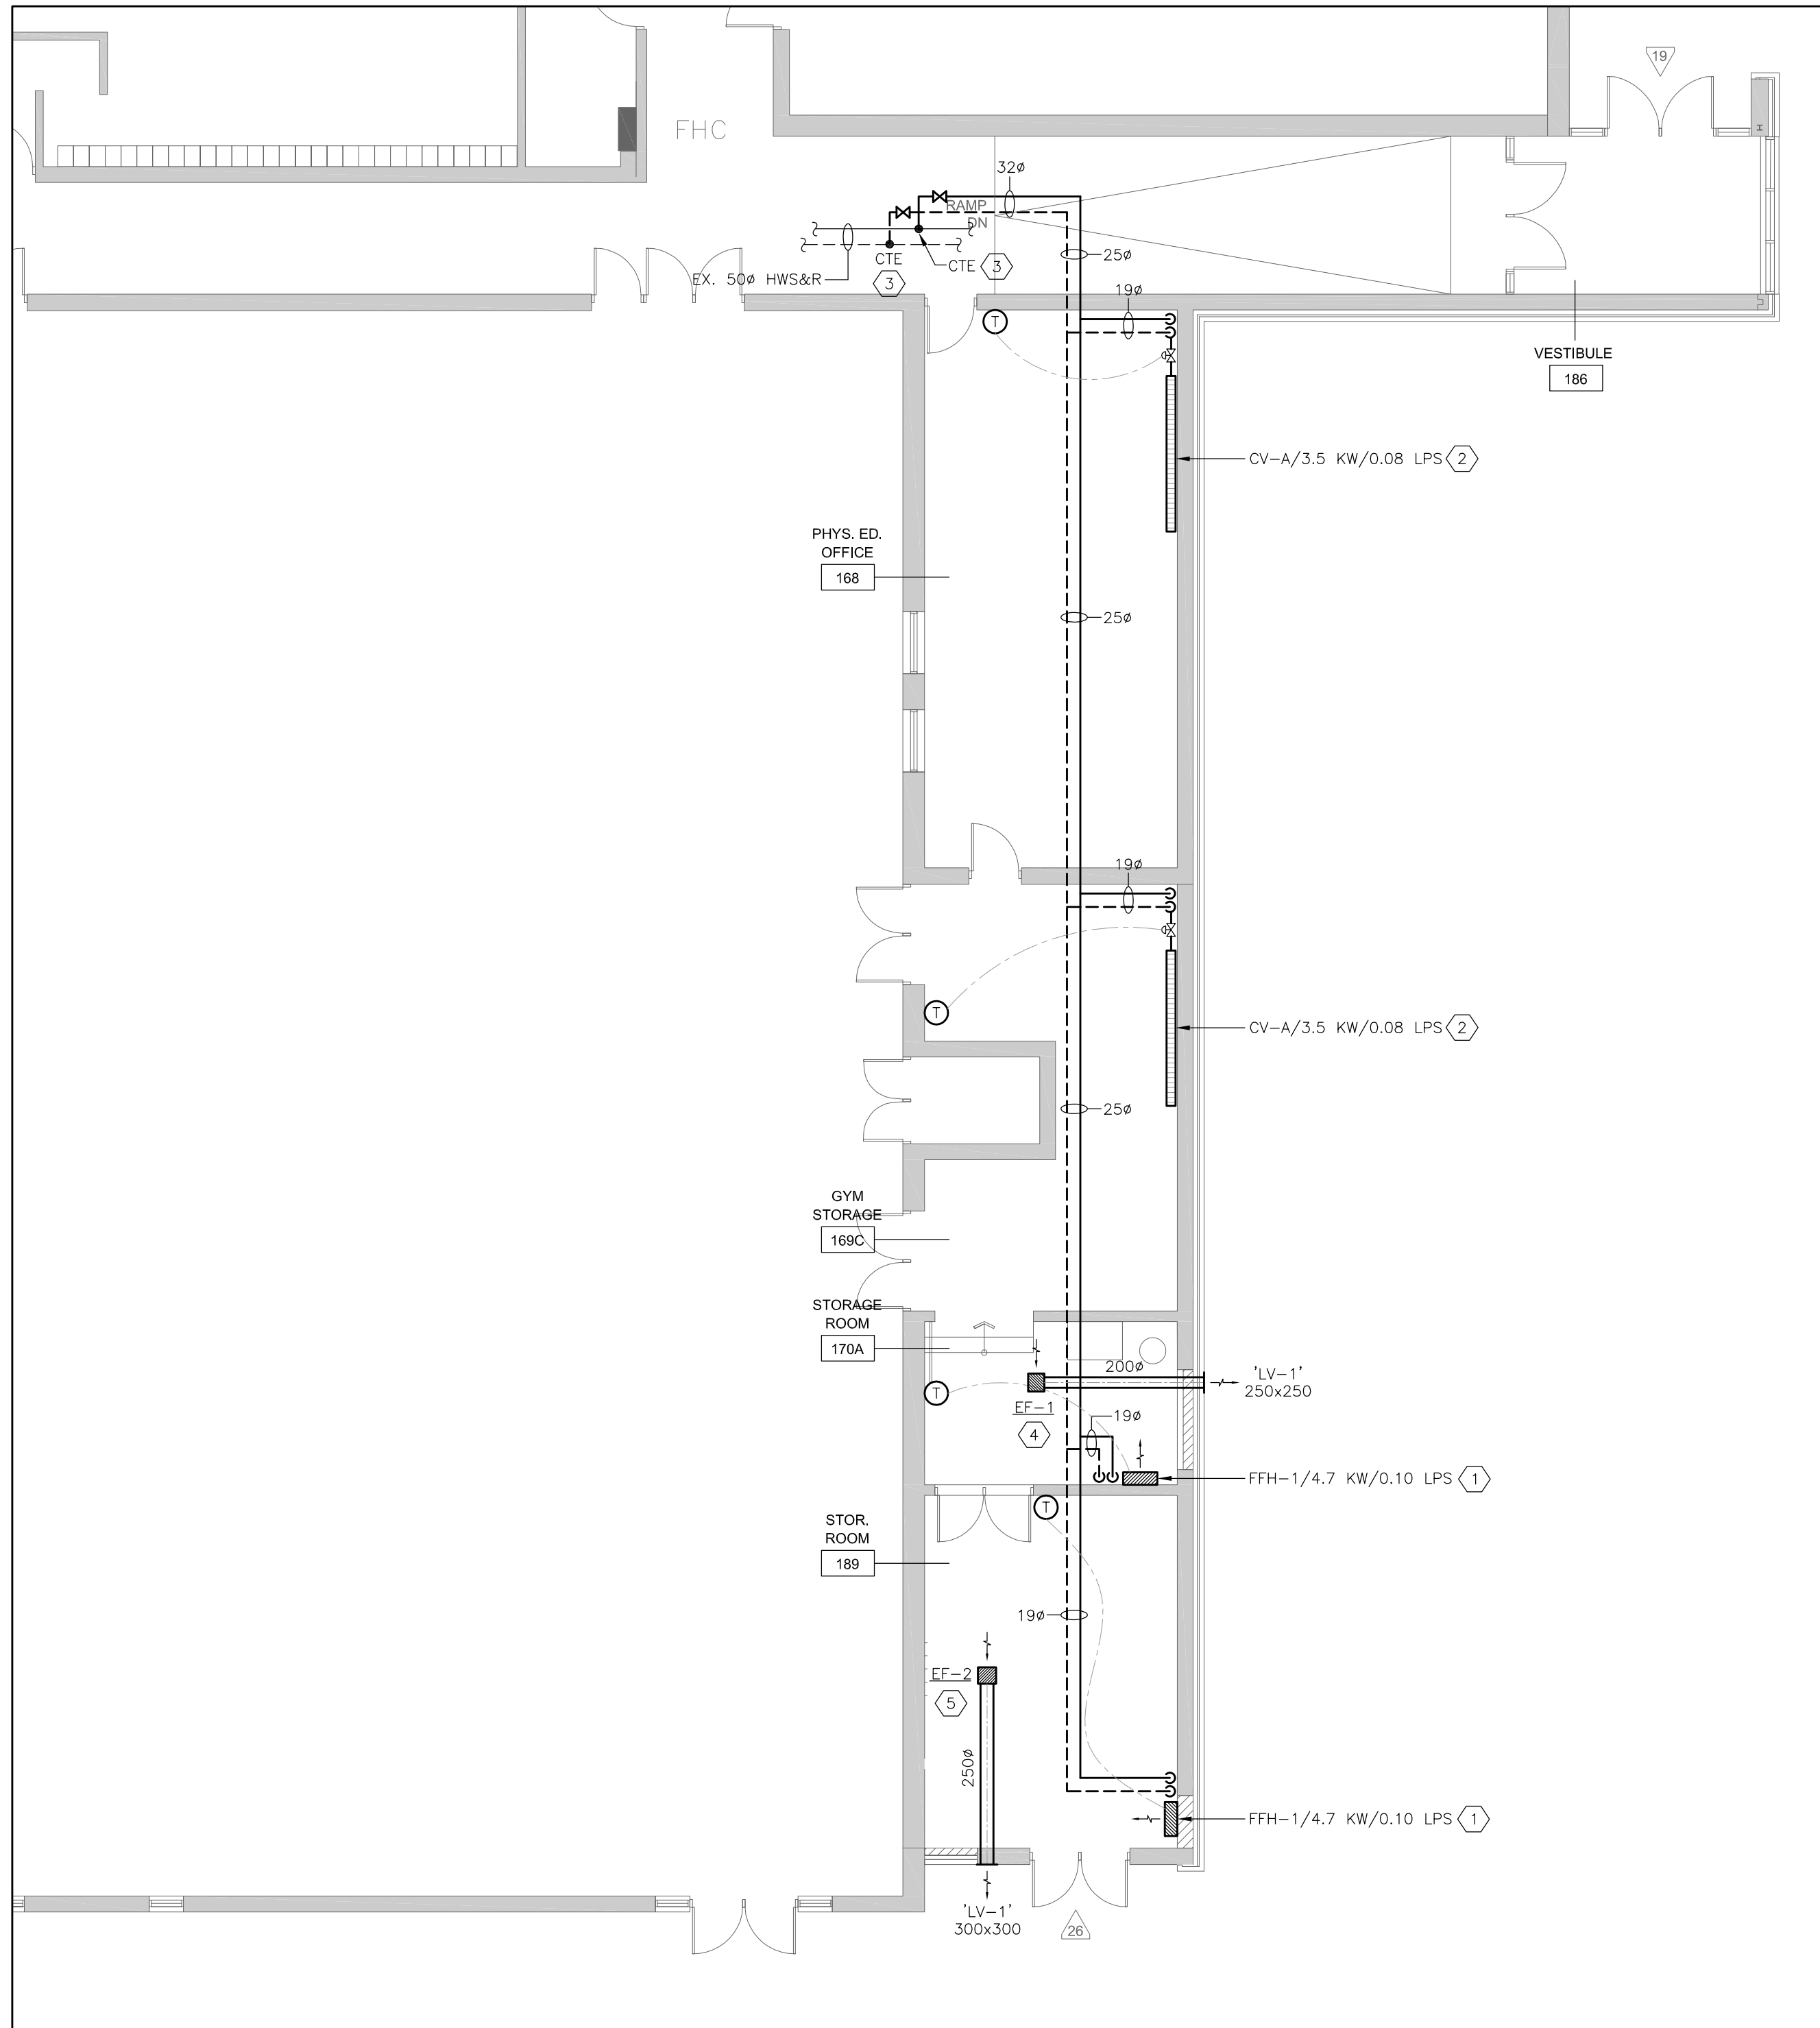 19
FHC
H
32ø
RAMP
DN
25ø
CTE
3
CTE 3
EX. 50ø HWS&R
19ø
T
VESTIBULE
186
CV-A/3.5 KW/0.08 LPS 2
PHYS. ED.
OFFICE
168
25ø
19ø
T
CV-A/3.5 KW/0.08 LPS 2
25ø
GYM
STORAGE
169C
STORAGE
ROOM
170A
200ø
'LV-1'
250x250
T
EF-1
4
19ø
FFH-1/4.7 KW/0.10 LPS 1
T
STOR.
ROOM
189
19ø
EF-2
5
250ø
FFH-1/4.7 KW/0.10 LPS 1
'LV-1'
300x300
26